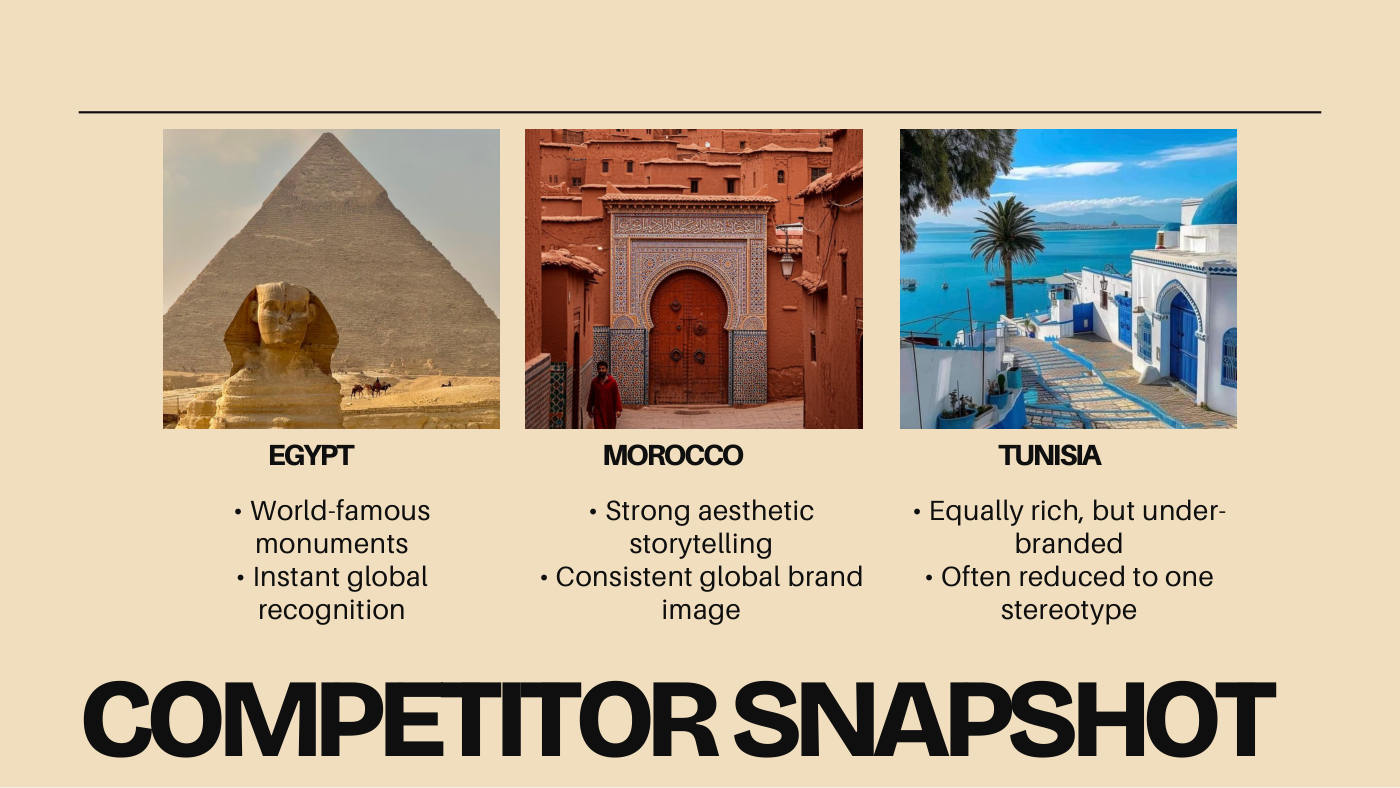 EGYPT
• World-famous
monuments
• Instant global
recognition
MOROCCO
• Strong aesthetic
storytelling
• Consistent global brand
image
TUNISIA
• Equally rich, but under-
branded
• Often reduced to one
stereotype
COMPETITOR SNAPSHOT